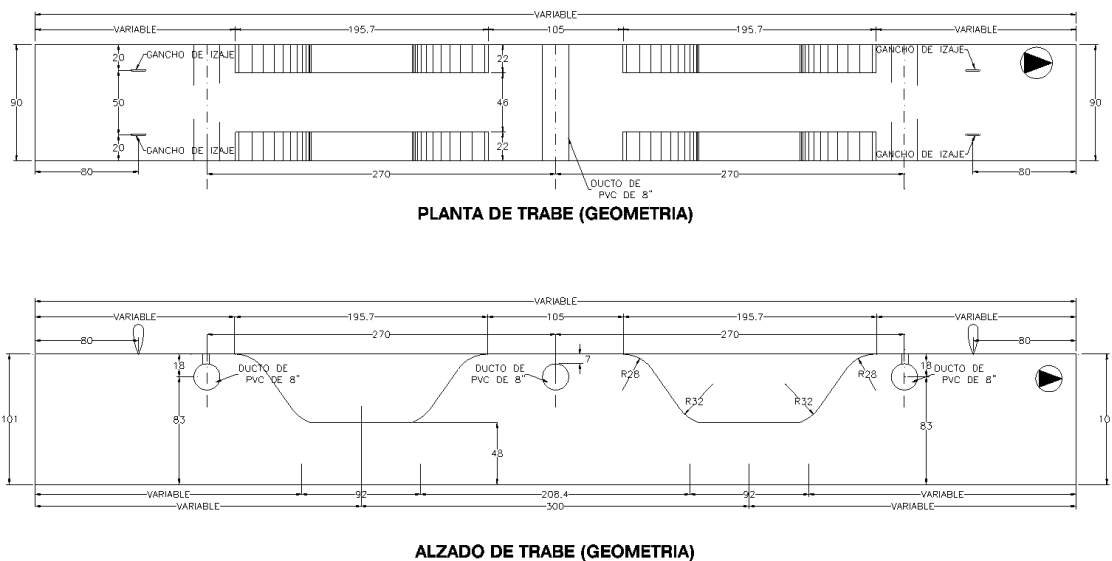 VARIABLE
VARIABLE 195.7 105 195.7 VARIABLE
GANCHO DE IZAJE
GANCHO DE IZAJE
20 22
90 50 46 90
20 22
GANCHO DE IZAJE
GANCHO DE IZAJE
80 270 270 80
DUCTO DE
PVC DE 8"
PLANTA DE TRABE (GEOMETRIA)
VARIABLE
VARIABLE 195.7 105 195.7 VARIABLE
80 270 270 80
18 7 18
DUCTO DE
PVC DE 8"
DUCTO DE
PVC DE 8"
R28 R28
DUCTO DE
PVC DE 8"
R32 R32
101 83 48 83 10
VARIABLE 92 208.4 92 VARIABLE
VARIABLE 300 VARIABLE
ALZADO DE TRABE (GEOMETRIA)